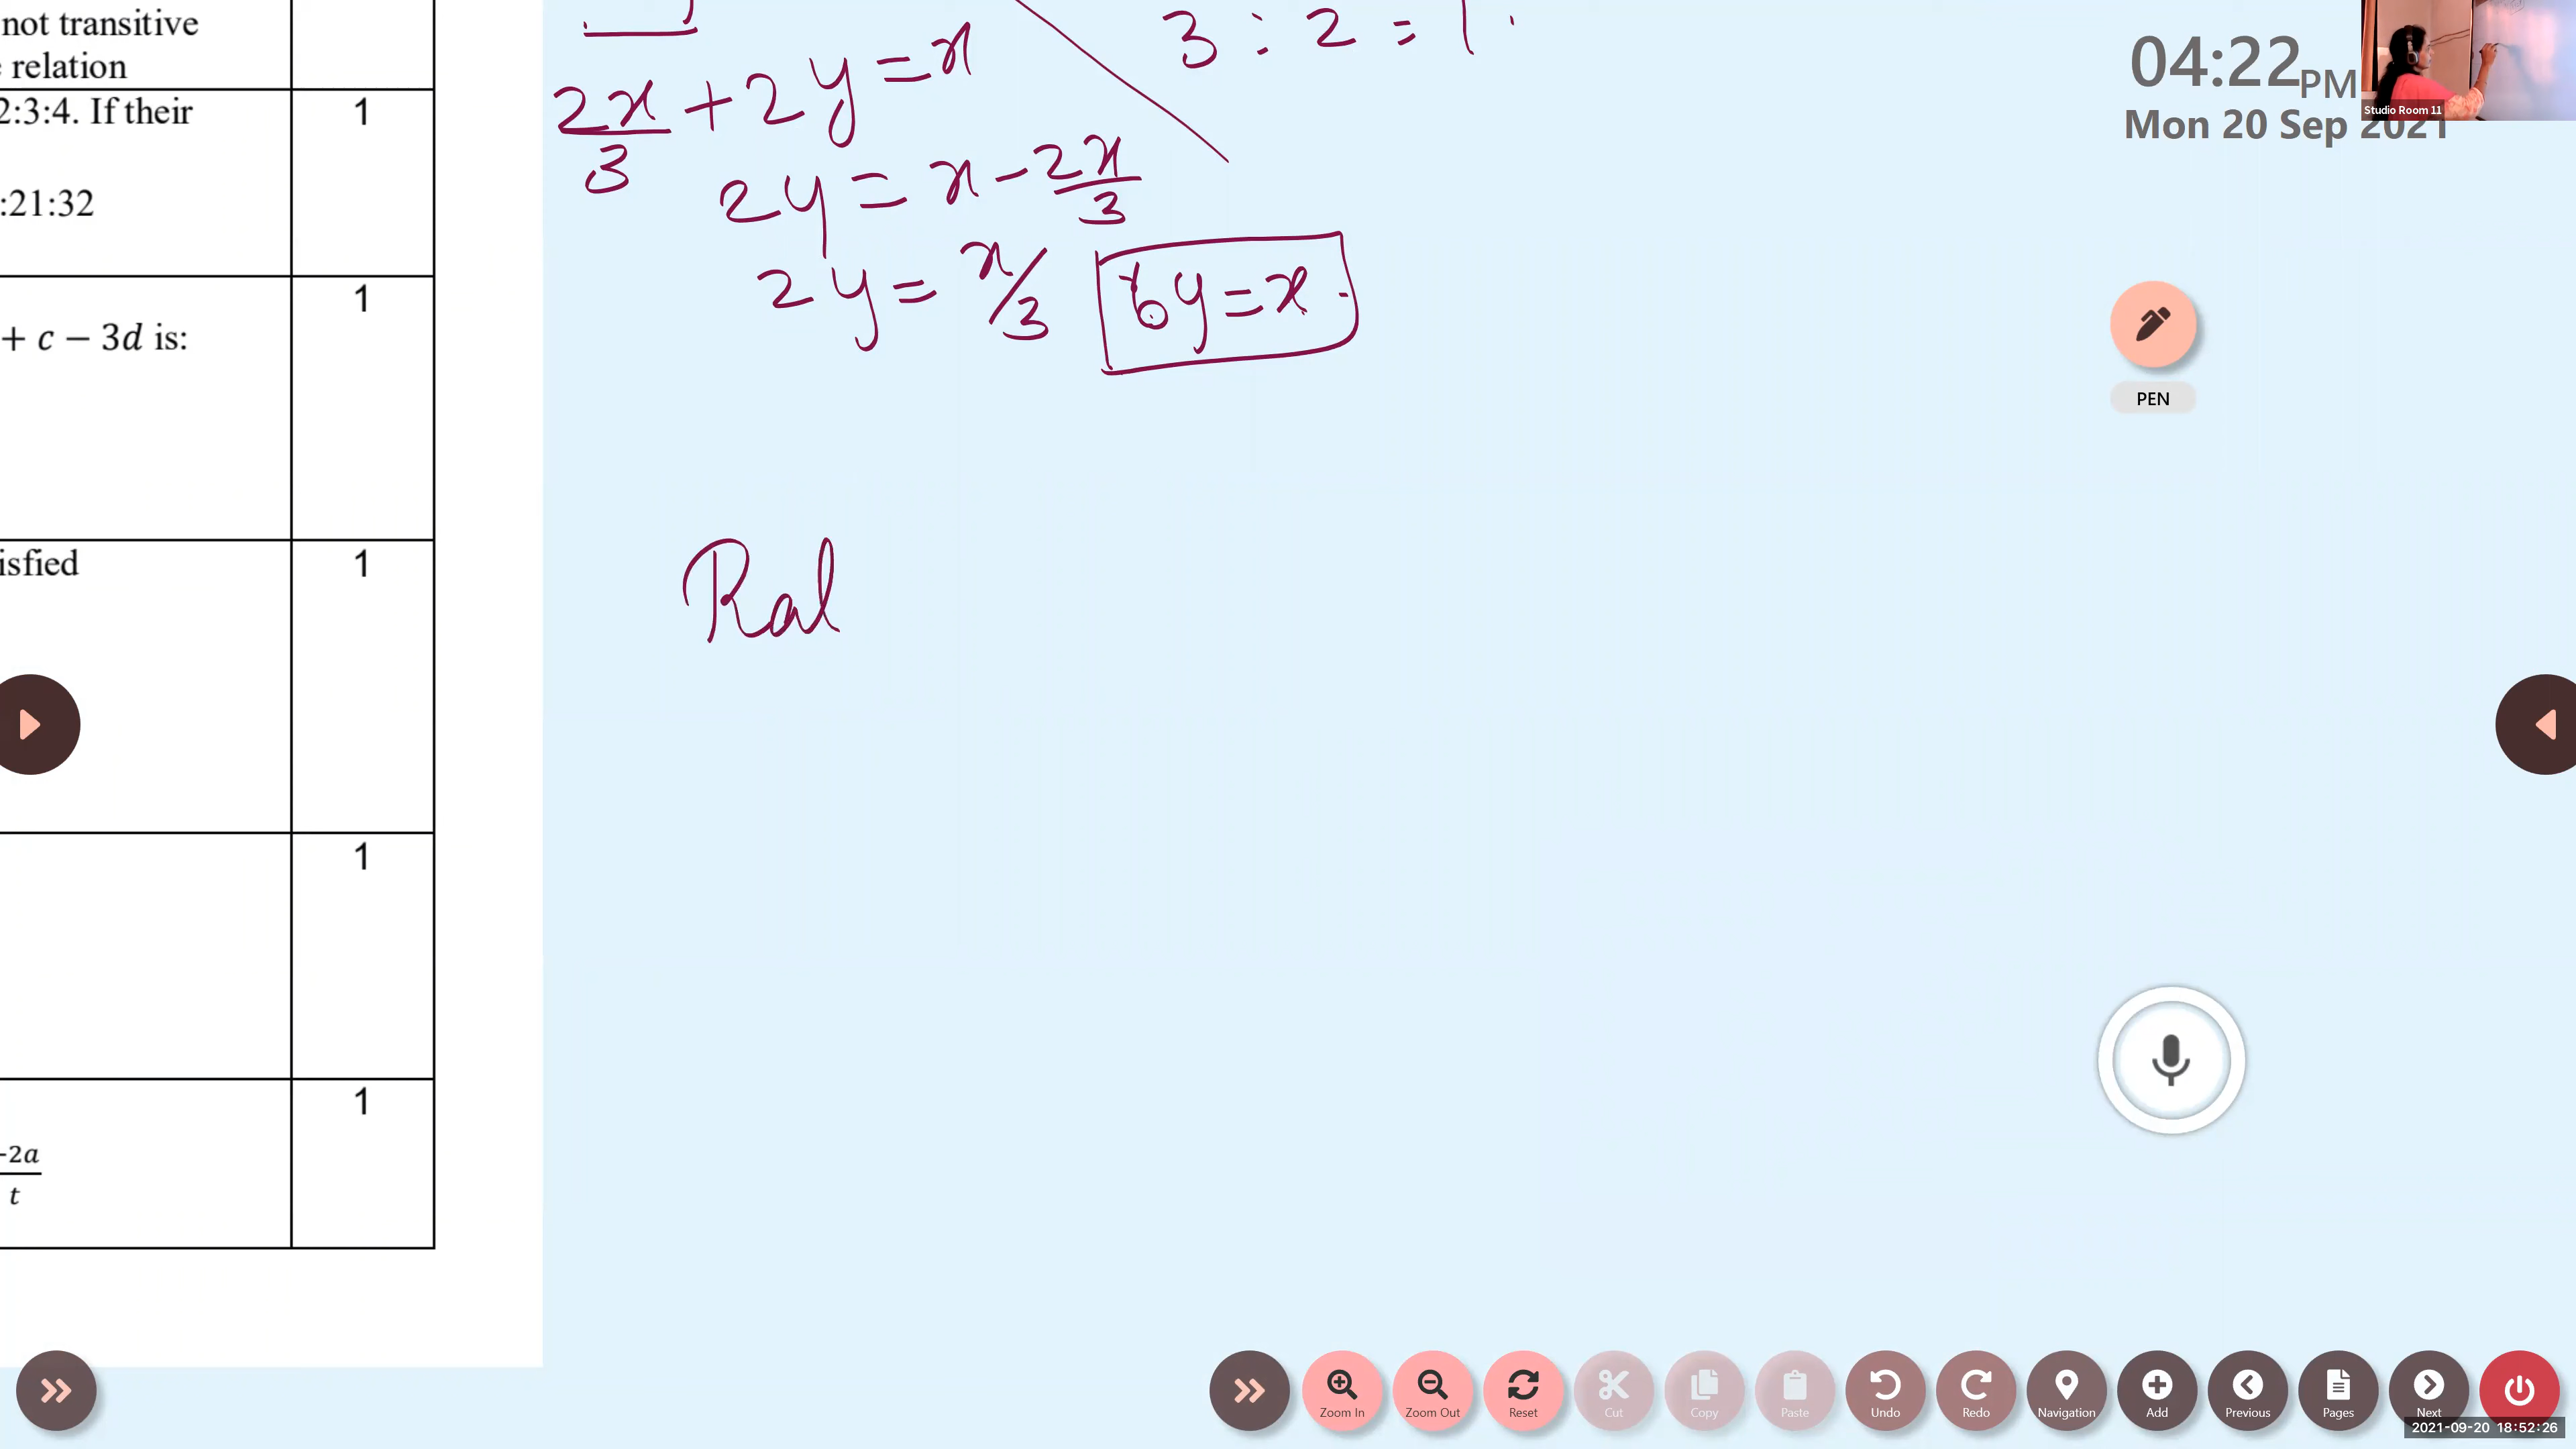 not transitive
relation
2:3:4. If their
1
:21:32
1
+ c − 3d is:
isfied
1
1
1
-2a
t
3 : 2 = 1
2x/3 + 2y = x
2y = x - 2x/3
2y = x/3
6y = x.
Ral
04:22 PM
Mon 20 Sep 2021
Studio Room 11
PEN
Zoom In
Zoom Out
Reset
Cut
Copy
Paste
Undo
Redo
Navigation
Add
Previous
Pages
Next
2021-09-20 18:52:26